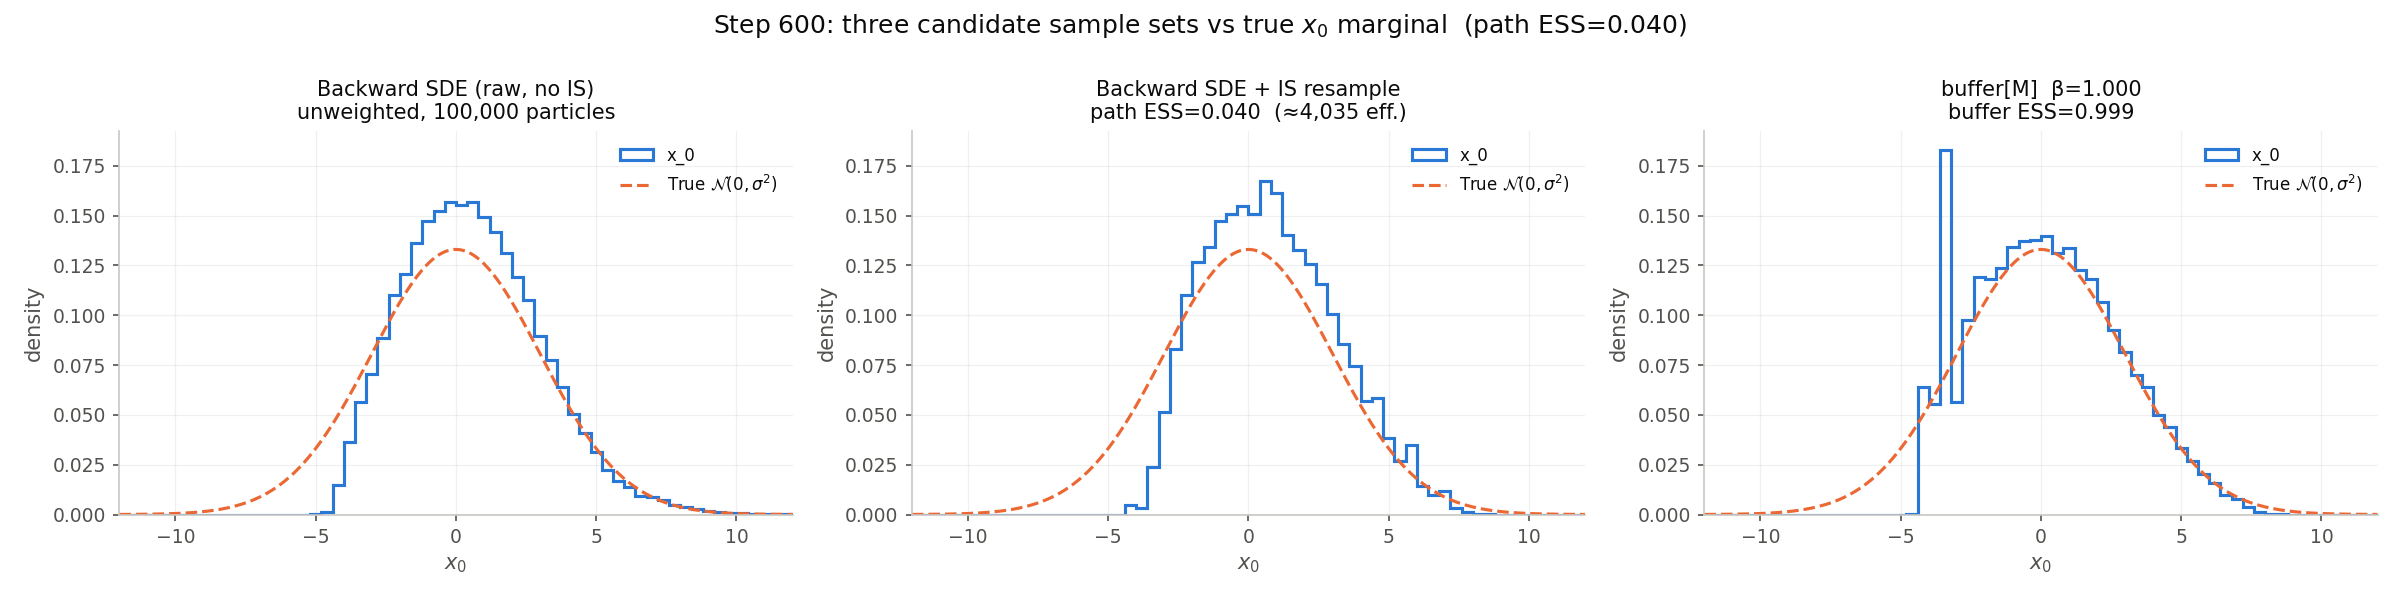 Step 600: three candidate sample sets vs true x₀ marginal  (path ESS=0.040)
Backward SDE (raw, no IS)
unweighted, 100,000 particles
x_0
True 𝒩(0, σ²)
0.175
0.150
0.125
0.100
0.075
0.050
0.025
0.000
density
−10
−5
0
5
10
x₀
Backward SDE + IS resample
path ESS=0.040  (≈4,035 eff.)
x_0
True 𝒩(0, σ²)
0.175
0.150
0.125
0.100
0.075
0.050
0.025
0.000
density
−10
−5
0
5
10
x₀
buffer[M]  β=1.000
buffer ESS=0.999
x_0
True 𝒩(0, σ²)
0.175
0.150
0.125
0.100
0.075
0.050
0.025
0.000
density
−10
−5
0
5
10
x₀